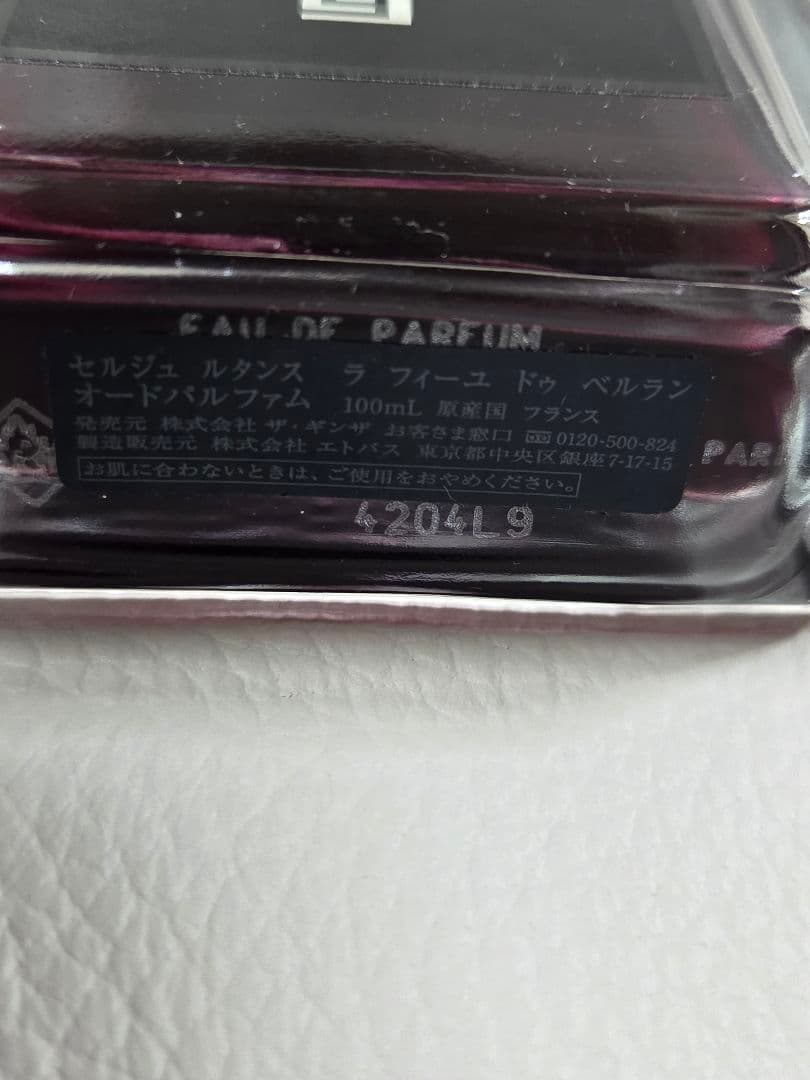 EAU DE PARFUM
セルジュ ルタンス ラ フィーユ ドゥ ベルラン
オードパルファム 100mL 原産国 フランス
発売元 株式会社 ザ・ギンザ お客さま窓口 0120-500-824
製造販売元 株式会社 エトバス 東京都中央区銀座7-17-15
お肌に合わないときは、ご使用をおやめください。
PAR
4204L9